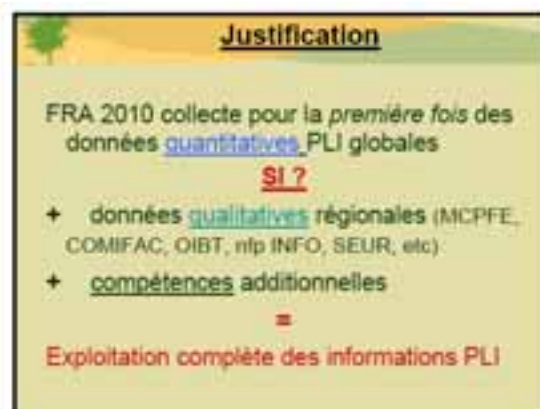 Justification
FRA 2010 collecte pour la première fois des
données quantitatives PLI globales
SI ?
+ données qualitatives régionales (MCPFE,
COMIFAC, OIBT, nfp INFO, SEUR, etc)
+ compétences additionnelles
=
Exploitation complète des informations PLI